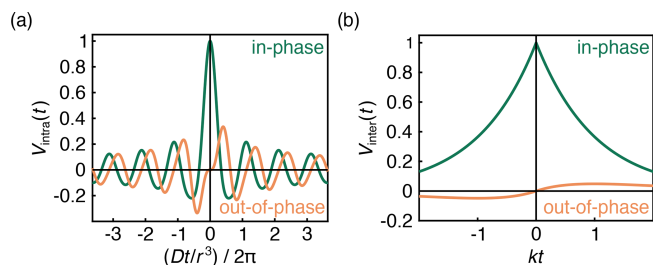 (a)
in-phase
out-of-phase
V_intra(t)
1
0.8
0.6
0.4
0.2
0
-0.2
-3
-2
-1
0
1
2
3
(Dt/r³) / 2π
(b)
in-phase
out-of-phase
V_inter(t)
1
0.8
0.6
0.4
0.2
0
-0.2
-1
0
1
kt